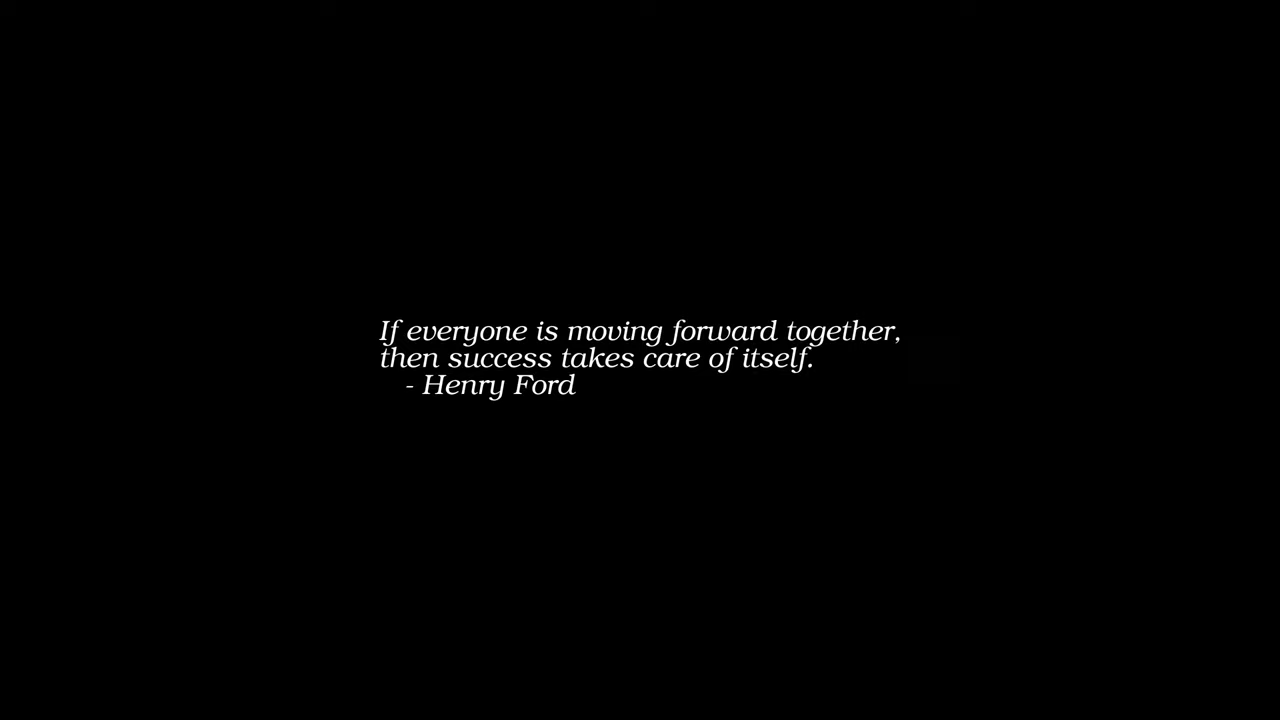 If everyone is moving forward together,
then success takes care of itself.
- Henry Ford